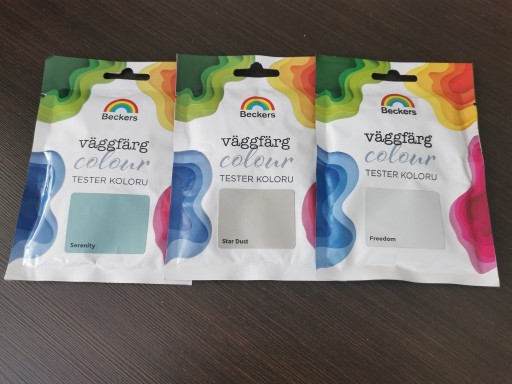 Beckers
väggfärg
colour
TESTER KOLORU
Serenity
Beckers
väggfärg
colour
TESTER KOLORU
Star Dust
Beckers
väggfärg
colour
TESTER KOLORU
Freedom